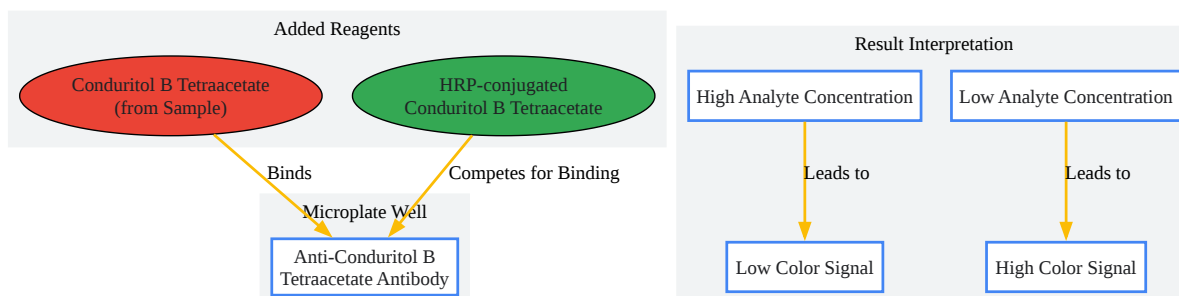 Added Reagents
Conduritol B Tetraacetate
(from Sample)
HRP-conjugated
Conduritol B Tetraacetate
Binds
Competes for Binding
Microplate Well
Anti-Conduritol B
Tetraacetate Antibody
Result Interpretation
High Analyte Concentration
Low Analyte Concentration
Leads to
Leads to
Low Color Signal
High Color Signal